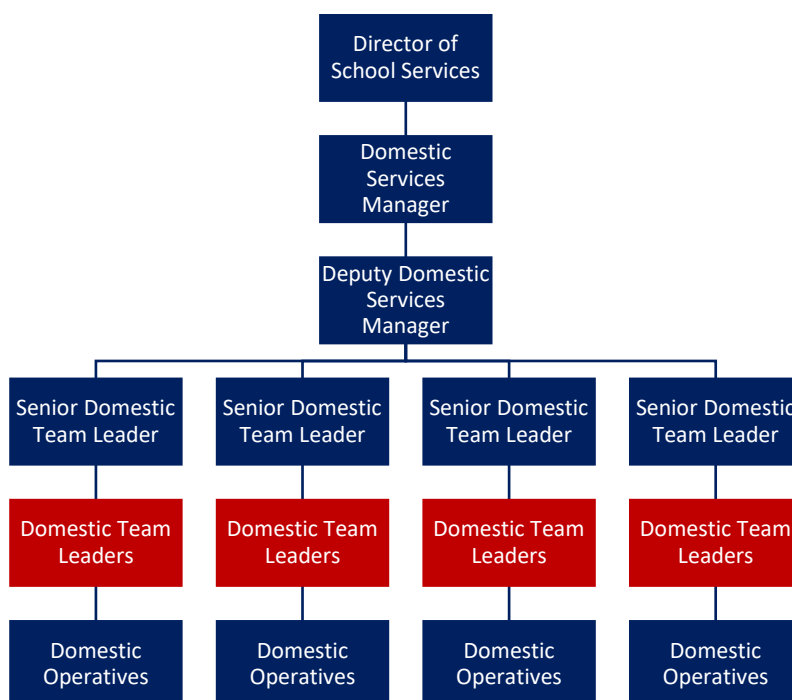 Director of
School Services
Domestic
Services
Manager
Deputy Domestic
Services
Manager
Senior Domestic
Team Leader
Senior Domestic
Team Leader
Senior Domestic
Team Leader
Senior Domestic
Team Leader
Domestic Team
Leaders
Domestic Team
Leaders
Domestic Team
Leaders
Domestic Team
Leaders
Domestic
Operatives
Domestic
Operatives
Domestic
Operatives
Domestic
Operatives